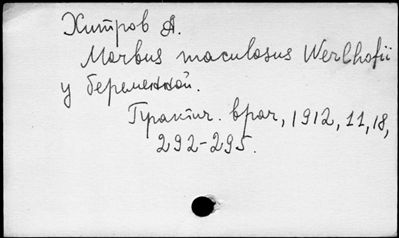 Хитров А.
Morbus maculosus Werlhofii
у беременной.
Практич. врач, 1912, 11, 18,
292-295.